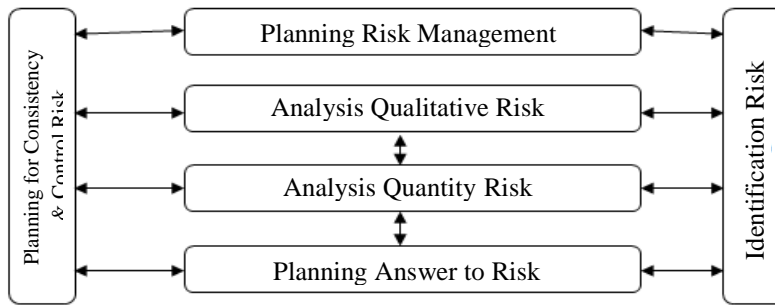 Planning for Consistency
& Control Risk
Planning Risk Management
Analysis Qualitative Risk
Analysis Quantity Risk
Planning Answer to Risk
Identification Risk